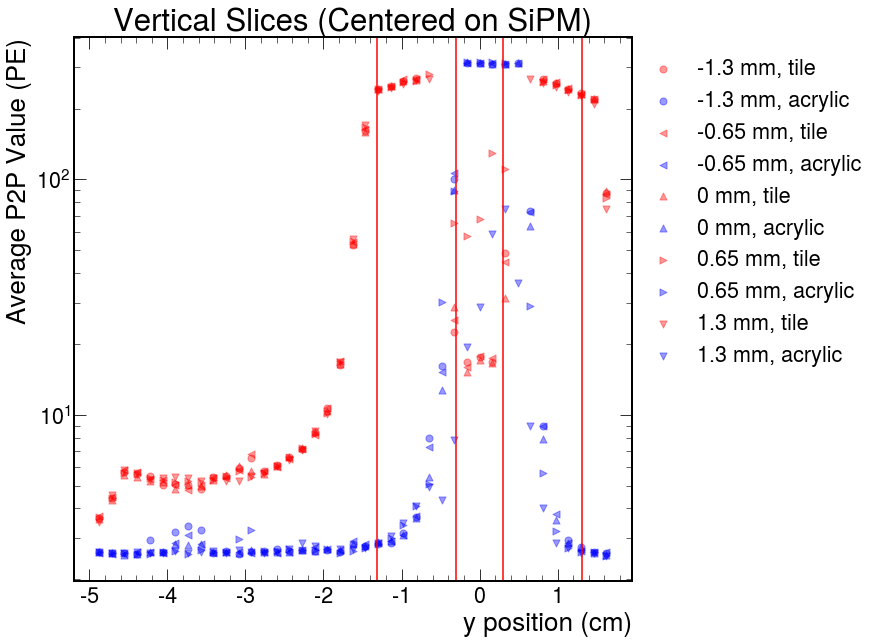 Vertical Slices (Centered on SiPM)
Average P2P Value (PE)
10²
10¹
-5 -4 -3 -2 -1 0 1
y position (cm)
-1.3 mm, tile
-1.3 mm, acrylic
-0.65 mm, tile
-0.65 mm, acrylic
0 mm, tile
0 mm, acrylic
0.65 mm, tile
0.65 mm, acrylic
1.3 mm, tile
1.3 mm, acrylic